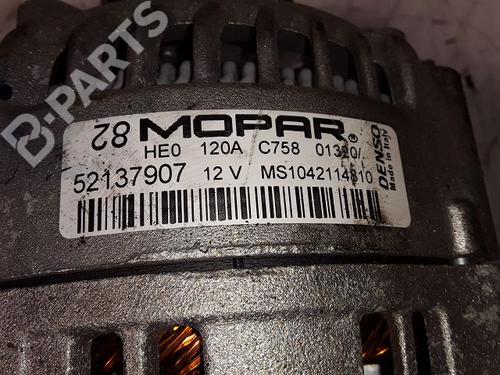 B-PARTS
82 MOPAR®
HE0 120A C758 01320/
52137907 12 V MS1042114810
DENSO
Made in Italy